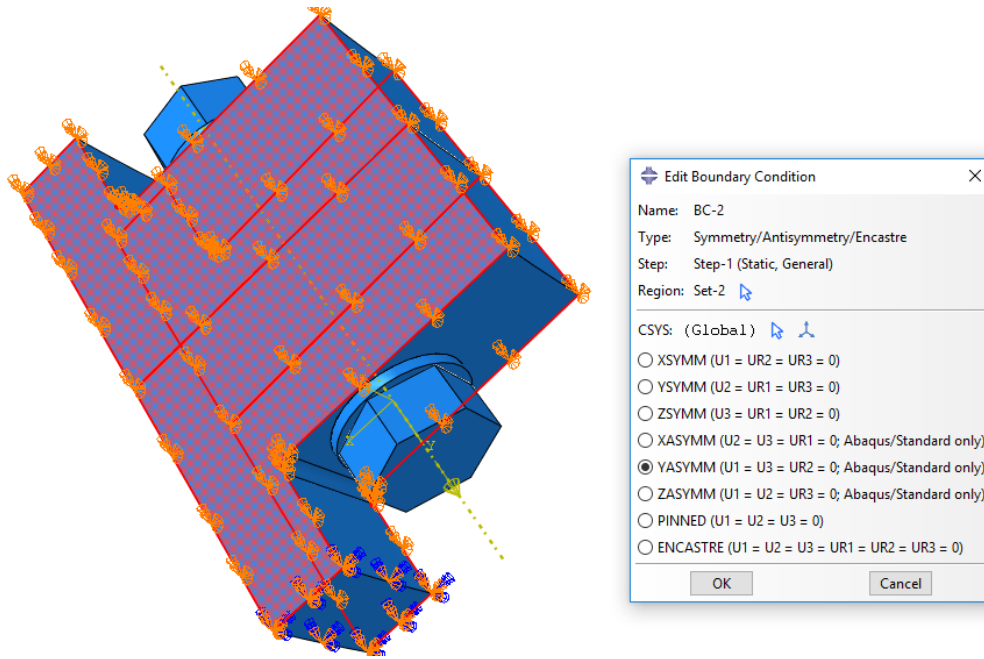 Edit Boundary Condition
Name: BC-2
Type: Symmetry/Antisymmetry/Encastre
Step: Step-1 (Static, General)
Region: Set-2
CSYS: (Global)
XSYMM (U1 = UR2 = UR3 = 0)
YSYMM (U2 = UR1 = UR3 = 0)
ZSYMM (U3 = UR1 = UR2 = 0)
XASYMM (U2 = U3 = UR1 = 0; Abaqus/Standard only)
YASYMM (U1 = U3 = UR2 = 0; Abaqus/Standard only)
ZASYMM (U1 = U2 = UR3 = 0; Abaqus/Standard only)
PINNED (U1 = U2 = U3 = 0)
ENCASTRE (U1 = U2 = U3 = UR1 = UR2 = UR3 = 0)
OK Cancel